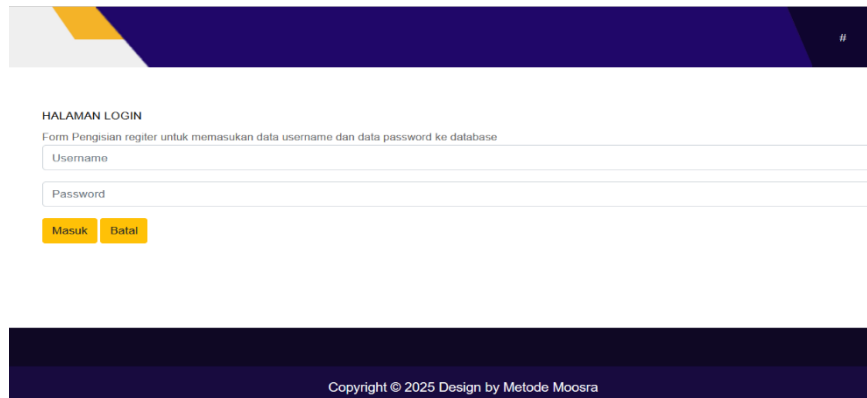 #
HALAMAN LOGIN
Form Pengisian regiter untuk memasukan data username dan data password ke database
Username
Password
Masuk Batal
Copyright © 2025 Design by Metode Moosra